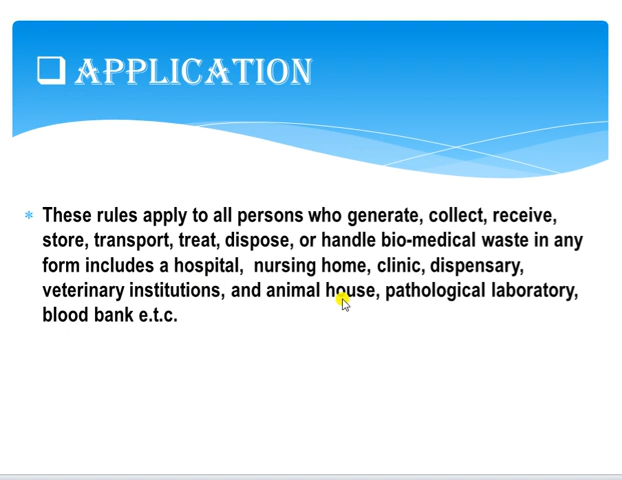 APPLICATION
These rules apply to all persons who generate, collect, receive,
store, transport, treat, dispose, or handle bio-medical waste in any
form includes a hospital,  nursing home, clinic, dispensary,
veterinary institutions, and animal house, pathological laboratory,
blood bank e.t.c.